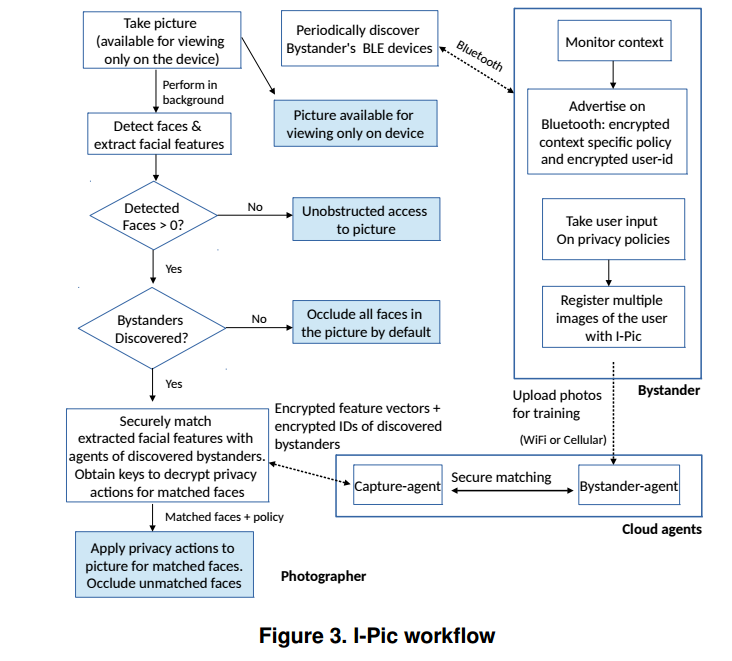 Take picture
(available for viewing
only on the device)
Periodically discover
Bystander's BLE devices
Bluetooth
Monitor context
Perform in
background
Picture available for
viewing only on device
Advertise on
Bluetooth: encrypted
context specific policy
and encrypted user-id
Detect faces &
extract facial features
Detected
Faces > 0?
No
Unobstructed access
to picture
Take user input
On privacy policies
Yes
Register multiple
images of the user
with I-Pic
Bystanders
Discovered?
No
Occlude all faces in
the picture by default
Bystander
Yes
Upload photos
for training
(WiFi or Cellular)
Securely match
extracted facial features with
agents of discovered bystanders.
Obtain keys to decrypt privacy
actions for matched faces
Encrypted feature vectors +
encrypted IDs of discovered
bystanders
Capture-agent
Secure matching
Bystander-agent
Cloud agents
Matched faces + policy
Apply privacy actions to
picture for matched faces.
Occlude unmatched faces
Photographer
Figure 3. I-Pic workflow